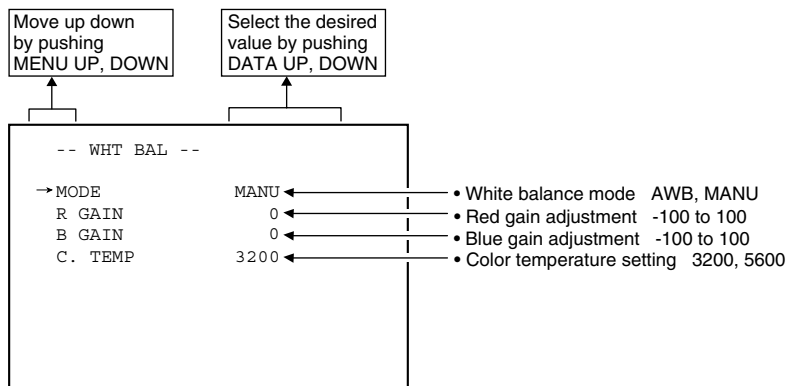 Move up down
by pushing
MENU UP, DOWN
Select the desired
value by pushing
DATA UP, DOWN
-- WHT BAL --
→MODE MANU
R GAIN 0
B GAIN 0
C. TEMP 3200
• White balance mode AWB, MANU
• Red gain adjustment -100 to 100
• Blue gain adjustment -100 to 100
• Color temperature setting 3200, 5600